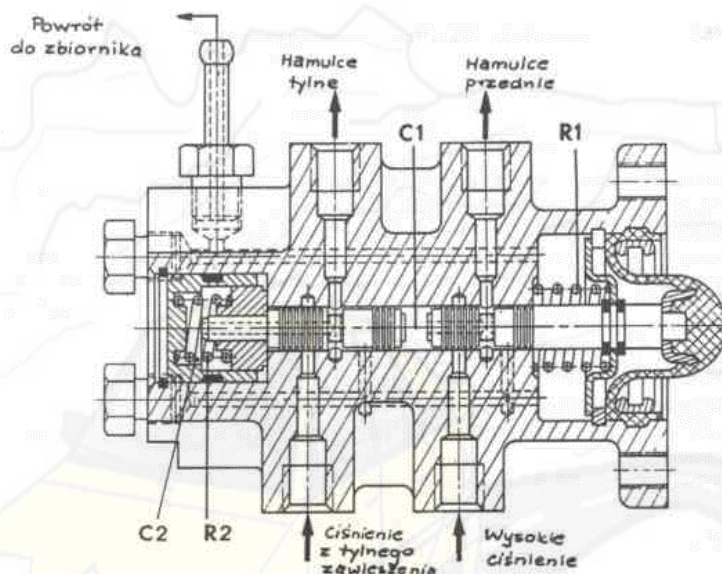 Powrót
do zbiornika
Hamulce
tylne
C1
Hamulce
przednie
R1
C2
R2
Ciśnienie
z tylnego
zawieszenia
Wysokie
ciśnienie